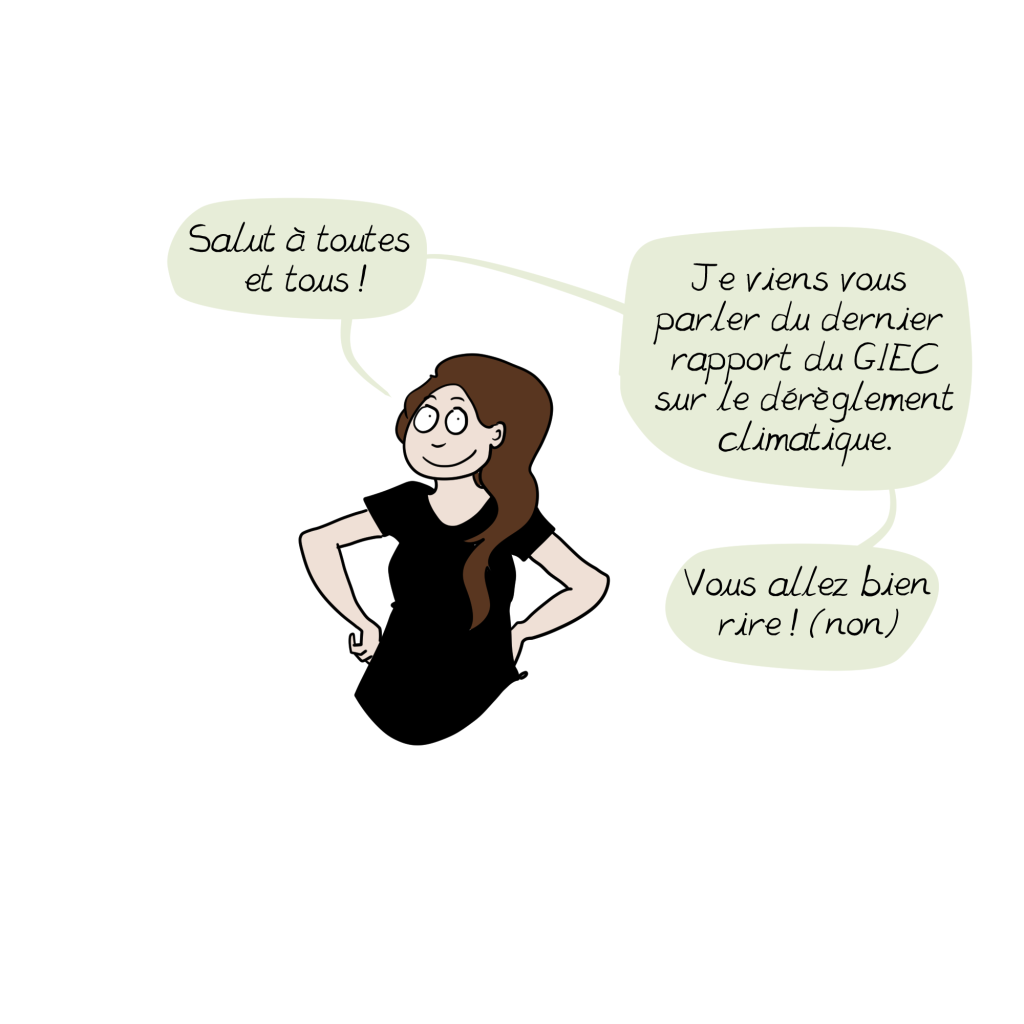 Salut à toutes
et tous !
Je viens vous
parler du dernier
rapport du GIEC
sur le dérèglement
climatique.
Vous allez bien
rire ! (non)